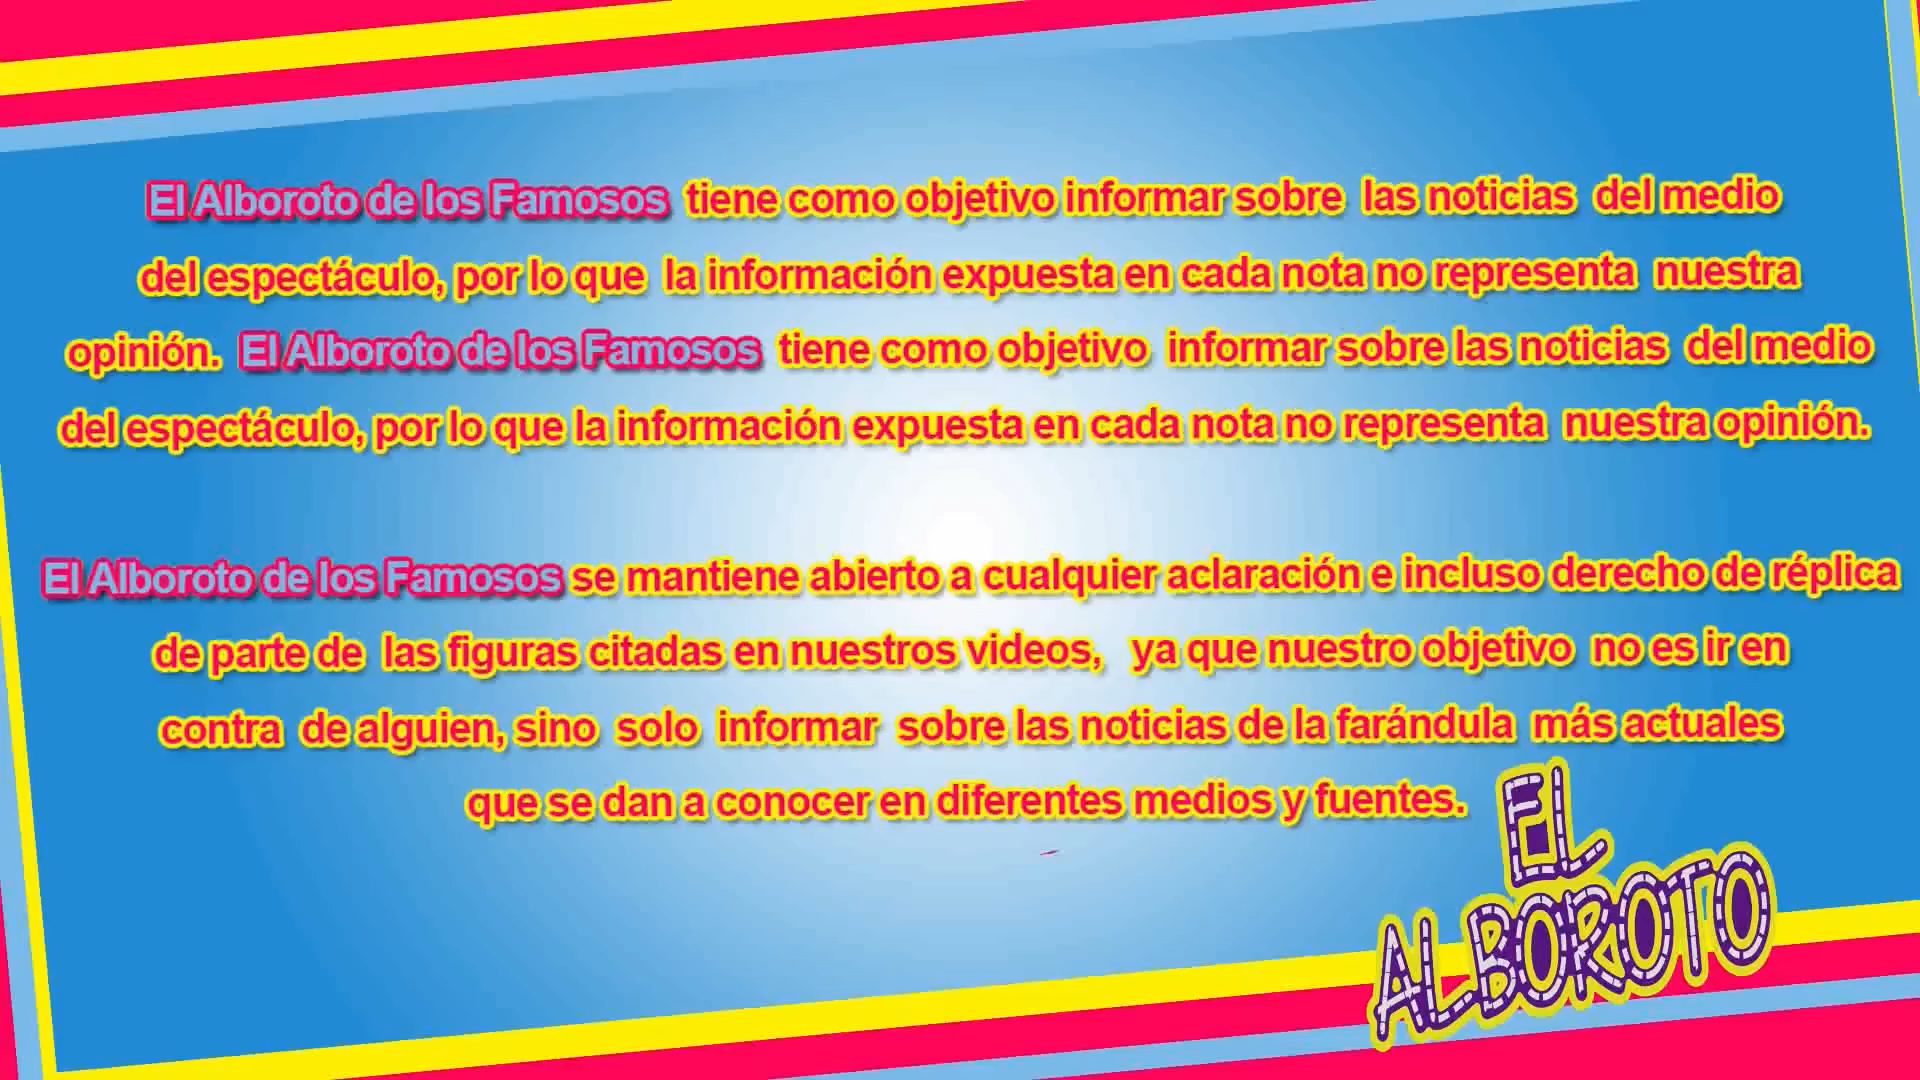 El Alboroto de los Famosos tiene como objetivo informar sobre las noticias del medio
del espectáculo, por lo que la información expuesta en cada nota no representa nuestra
opinión. El Alboroto de los Famosos tiene como objetivo informar sobre las noticias del medio
del espectáculo, por lo que la información expuesta en cada nota no representa nuestra opinión.
El Alboroto de los Famosos se mantiene abierto a cualquier aclaración e incluso derecho de réplica
de parte de las figuras citadas en nuestros videos, ya que nuestro objetivo no es ir en
contra de alguien, sino solo informar sobre las noticias de la farándula más actuales
que se dan a conocer en diferentes medios y fuentes.
EL
ALBOROTO